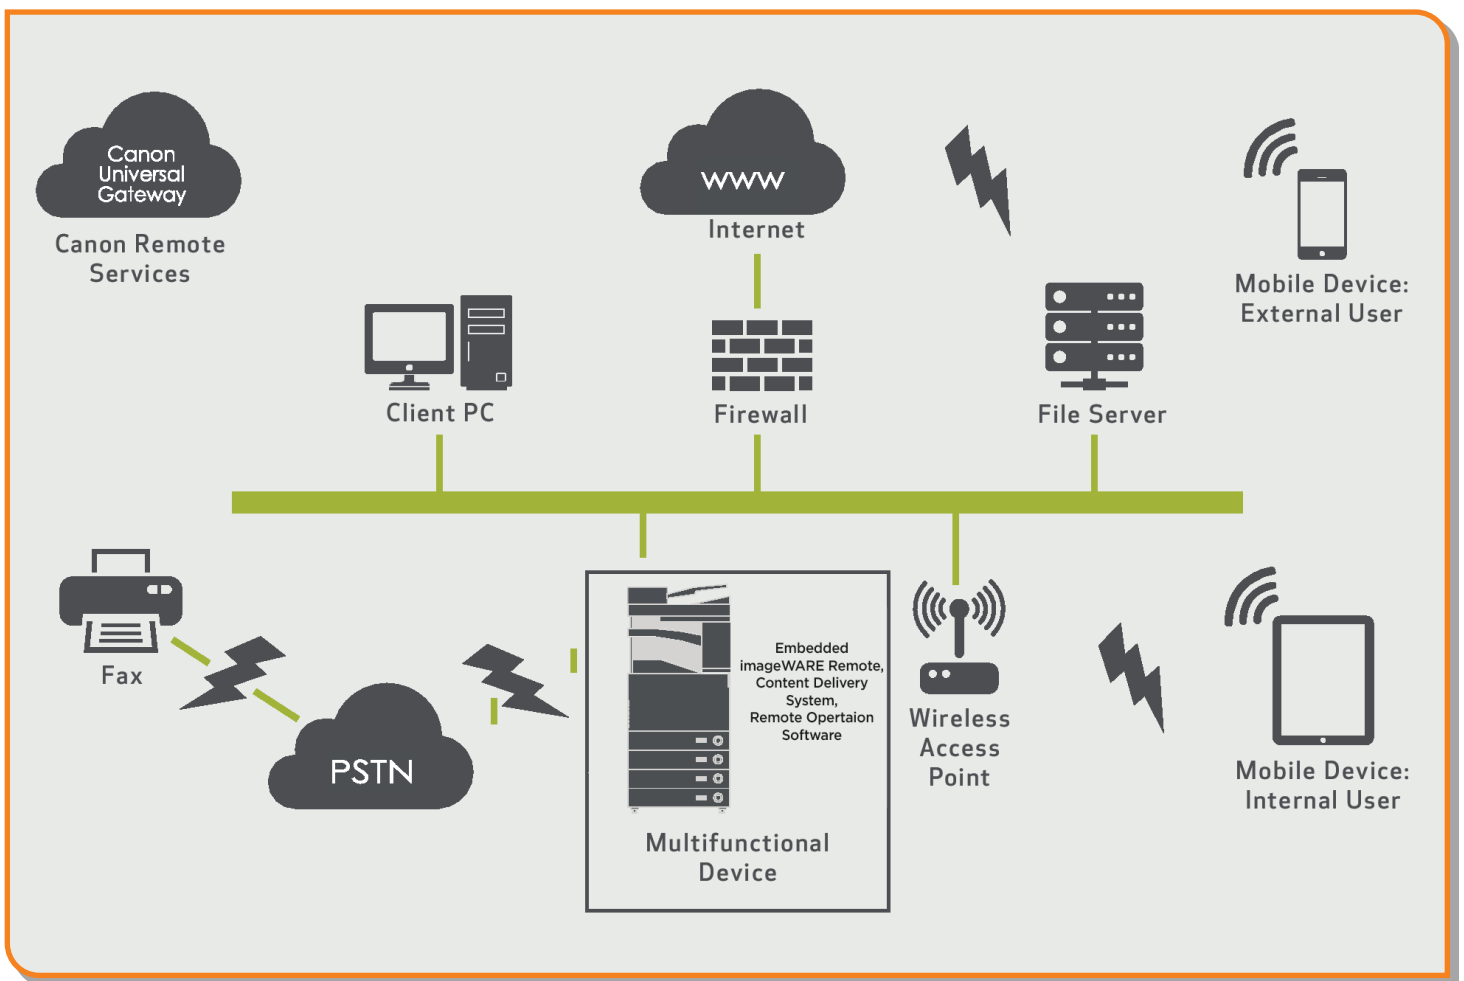 Canon
Universal
Gateway
Canon Remote
Services
www
Internet
Mobile Device:
External User
Client PC
Firewall
File Server
Fax
PSTN
Embedded
imageWARE Remote,
Content Delivery
System,
Remote Opertaion
Software
Multifunctional
Device
Wireless
Access
Point
Mobile Device:
Internal User